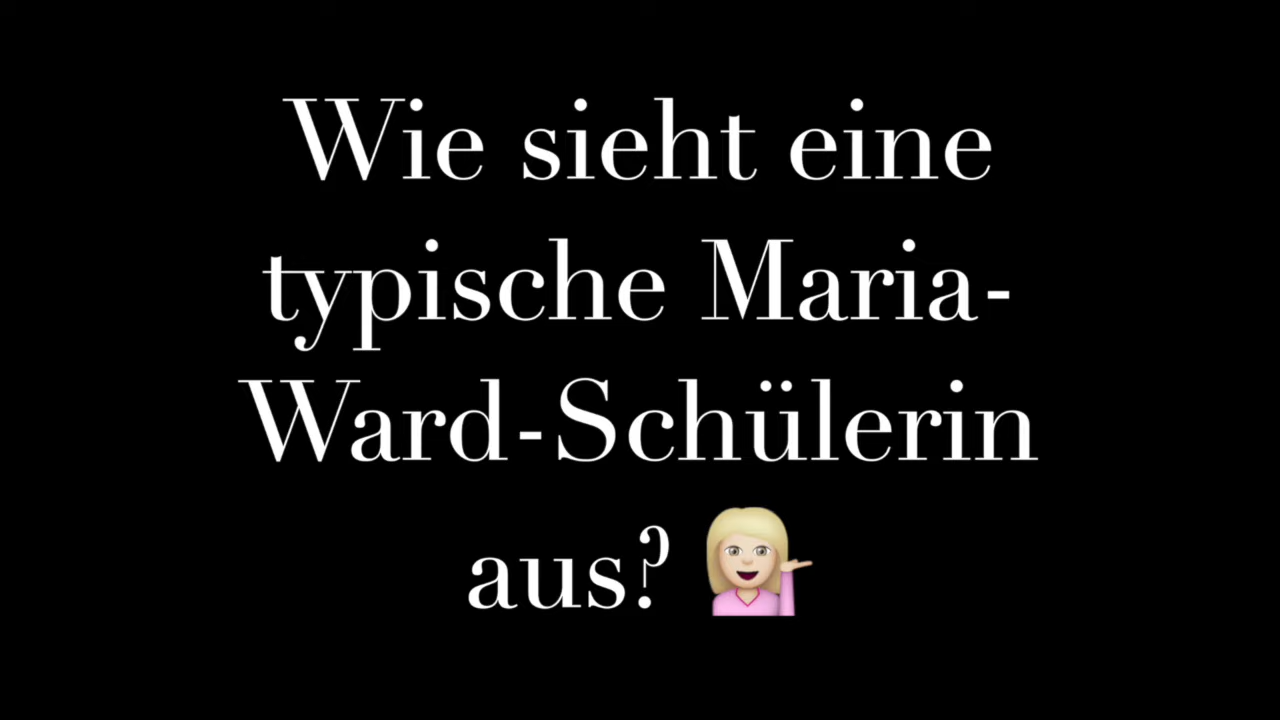 Wie sieht eine
typische Maria-
Ward-Schülerin
aus? 💁🏼